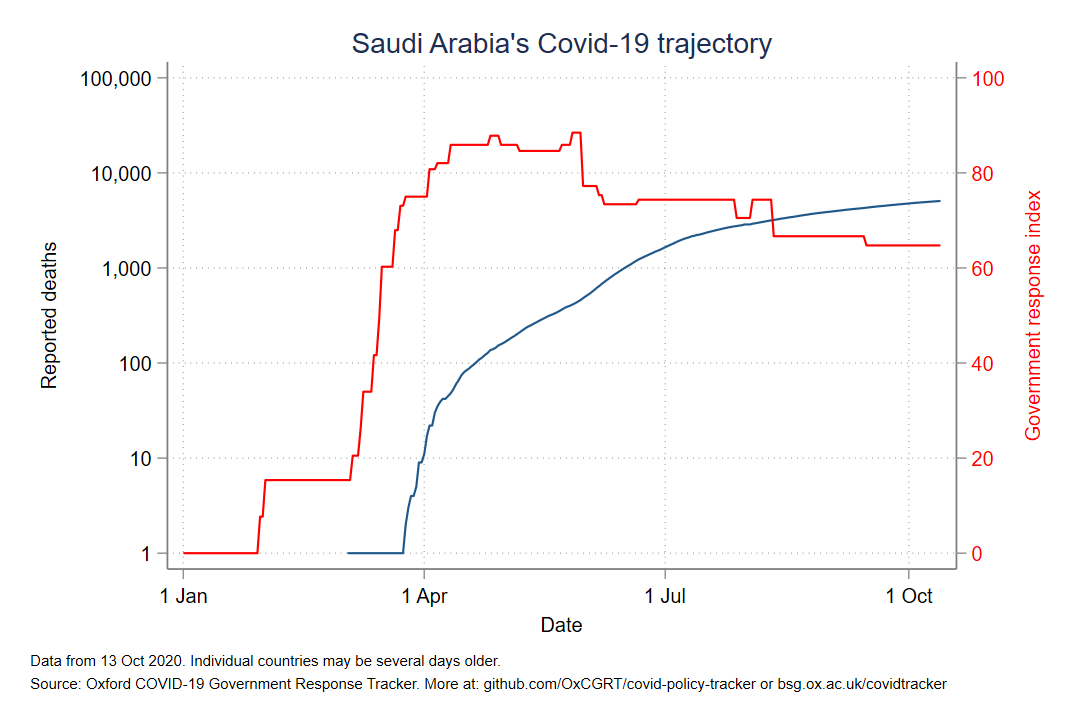 Saudi Arabia's Covid-19 trajectory
100,000
10,000
1,000
100
10
1
Reported deaths
100
80
60
40
20
0
Government response index
1 Jan
1 Apr
1 Jul
1 Oct
Date
Data from 13 Oct 2020. Individual countries may be several days older.
Source: Oxford COVID-19 Government Response Tracker. More at: github.com/OxCGRT/covid-policy-tracker or bsg.ox.ac.uk/covidtracker